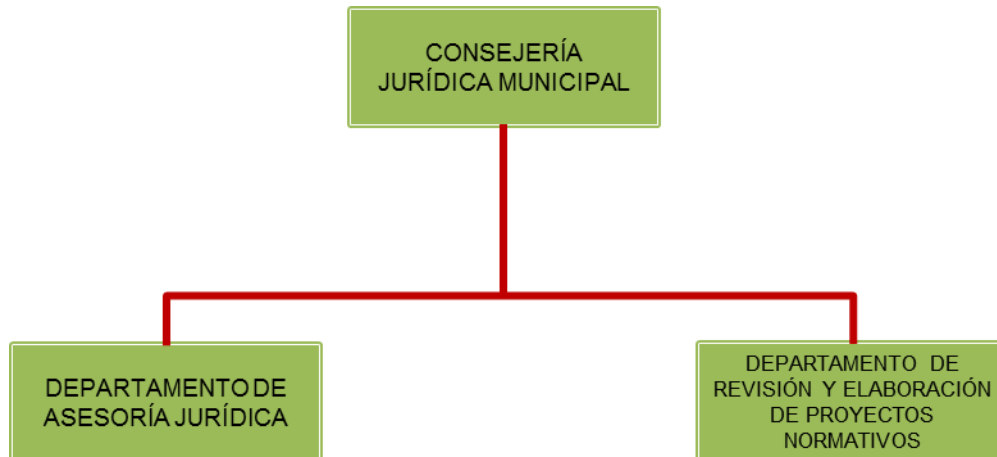 CONSEJERÍA
JURÍDICA MUNICIPAL
DEPARTAMENTO DE
ASESORÍA JURÍDICA
DEPARTAMENTO DE
REVISIÓN Y ELABORACIÓN
DE PROYECTOS
NORMATIVOS